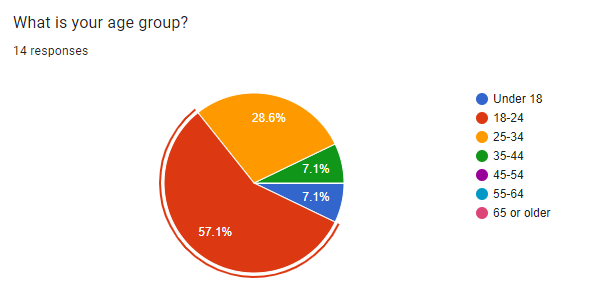 What is your age group?
14 responses
28.6%
7.1%
7.1%
57.1%
Under 18
18-24
25-34
35-44
45-54
55-64
65 or older